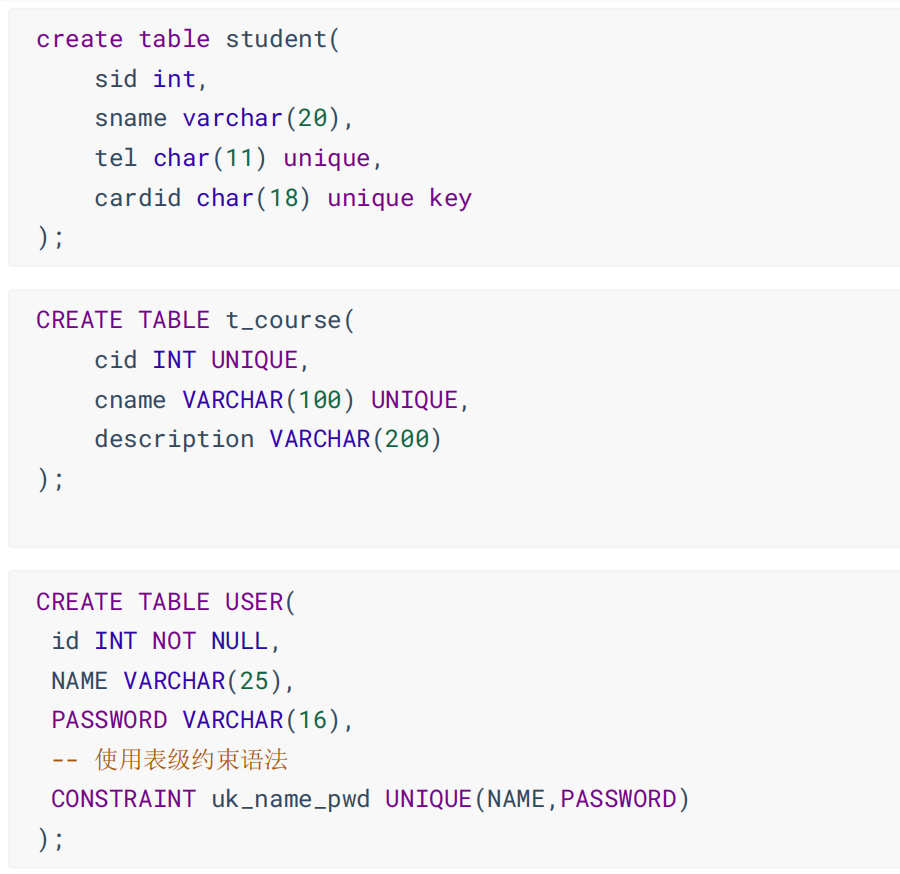 create table student(
    sid int,
    sname varchar(20),
    tel char(11) unique,
    cardid char(18) unique key
);
CREATE TABLE t_course(
    cid INT UNIQUE,
    cname VARCHAR(100) UNIQUE,
    description VARCHAR(200)
);
CREATE TABLE USER(
 id INT NOT NULL,
 NAME VARCHAR(25),
 PASSWORD VARCHAR(16),
 -- 使用表级约束语法
 CONSTRAINT uk_name_pwd UNIQUE(NAME,PASSWORD)
);